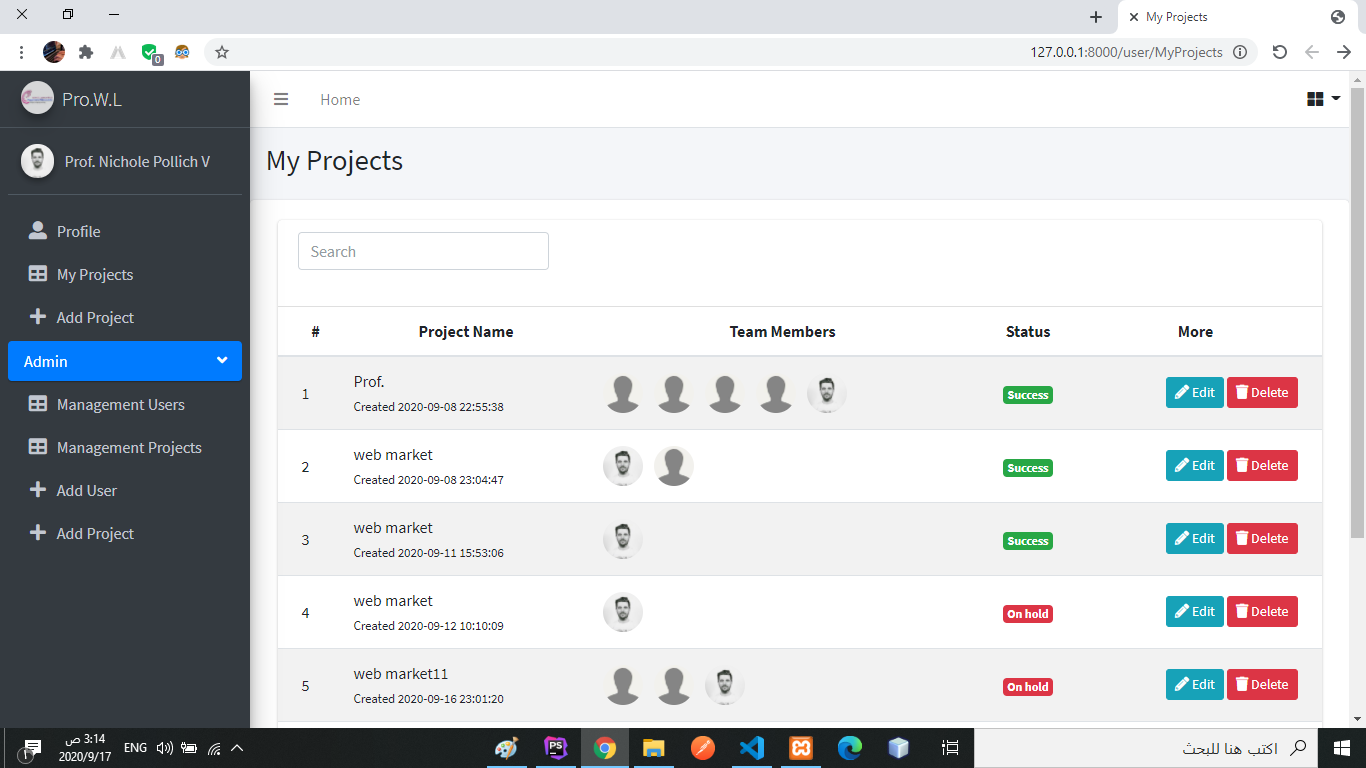 My Projects
127.0.0.1:8000/user/MyProjects
0
Pro.W.L
Home
Prof. Nichole Pollich V
Profile
My Projects
Add Project
Admin
Management Users
Management Projects
Add User
Add Project
My Projects
Search
# Project Name Team Members Status More
1 Prof. Success Edit Delete
Created 2020-09-08 22:55:38
2 web market Success Edit Delete
Created 2020-09-08 23:04:47
3 web market Success Edit Delete
Created 2020-09-11 15:53:06
4 web market On hold Edit Delete
Created 2020-09-12 10:10:09
5 web market11 On hold Edit Delete
Created 2020-09-16 23:01:20
3:14 ص
2020/9/17
ENG
PS
اكتب هنا للبحث